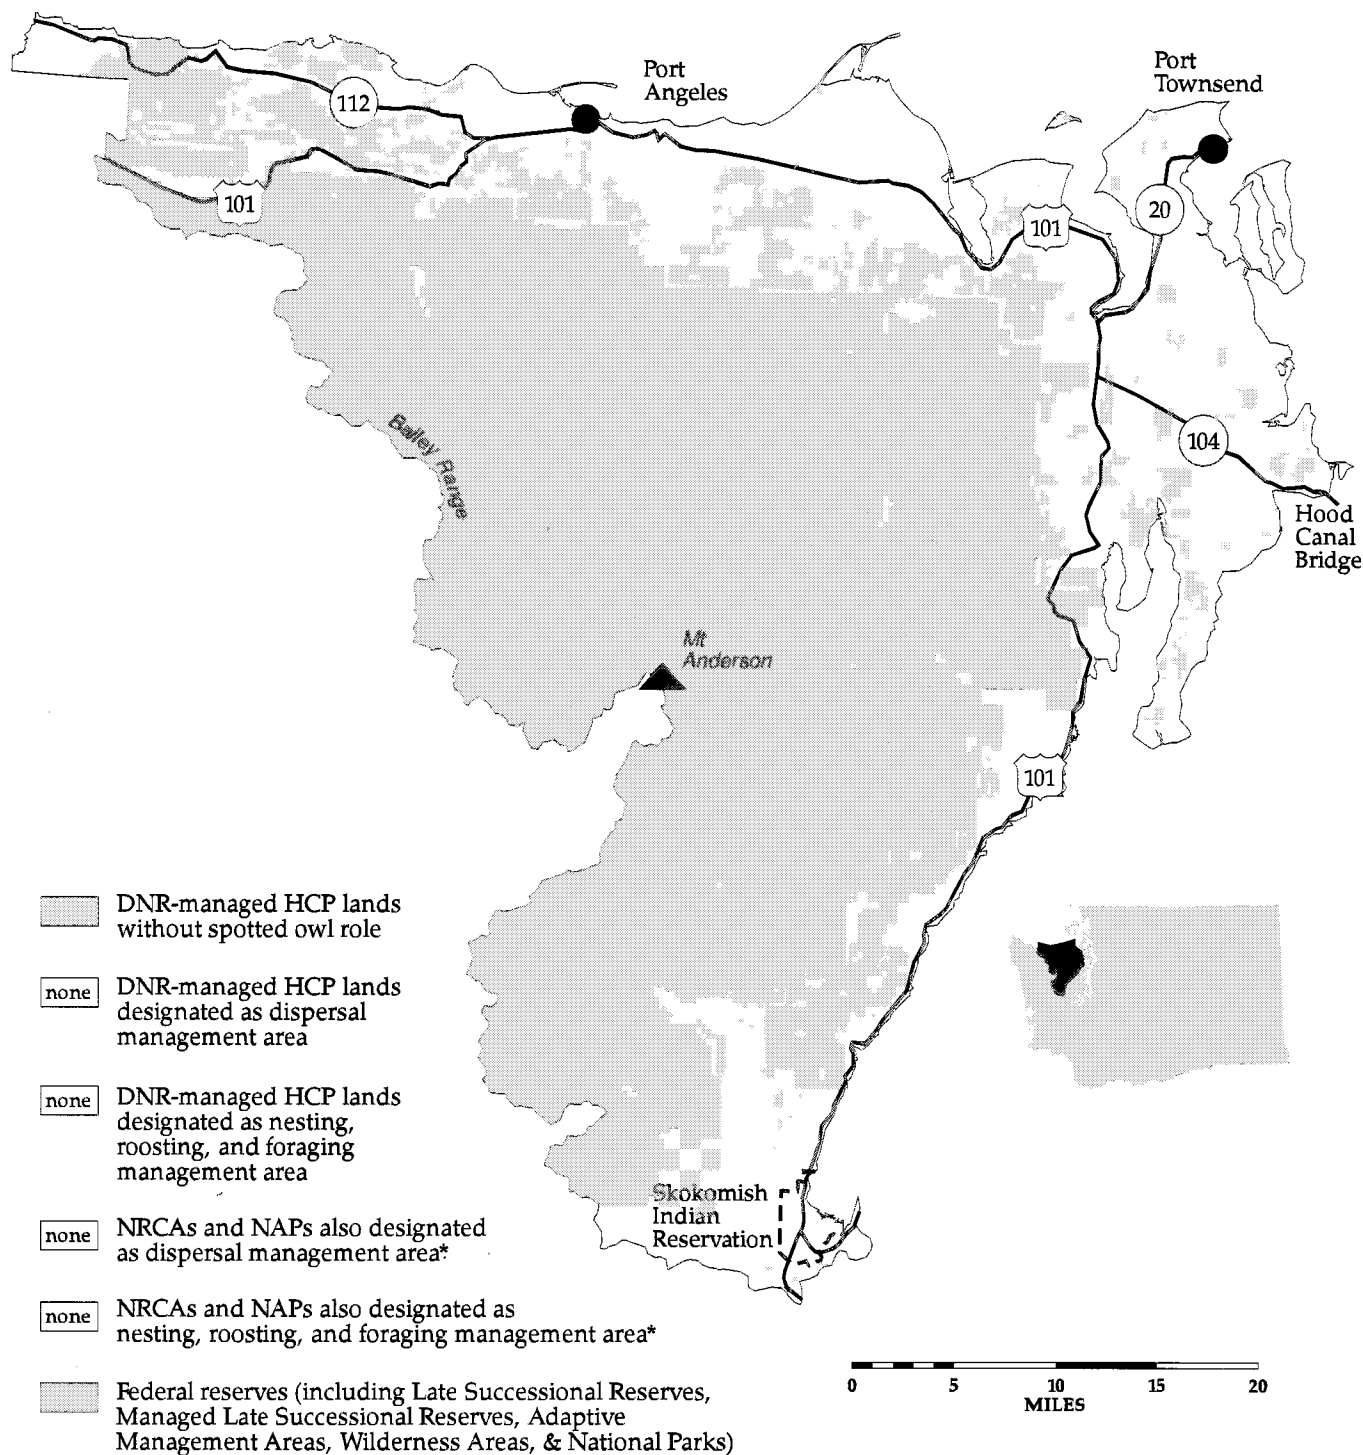 Port
Angeles
Port
Townsend
112
101
101
20
104
Bailey Range
Hood
Canal
Bridge
Mt
Anderson
101
DNR-managed HCP lands
without spotted owl role
none
DNR-managed HCP lands
designated as dispersal
management area
none
DNR-managed HCP lands
designated as nesting,
roosting, and foraging
management area
Skokomish
Indian
Reservation
none
NRCAs and NAPs also designated
as dispersal management area*
none
NRCAs and NAPs also designated as
nesting, roosting, and foraging management area*
Federal reserves (including Late Successional Reserves,
Managed Late Successional Reserves, Adaptive
Management Areas, Wilderness Areas, & National Parks)
0 5 10 15 20
MILES